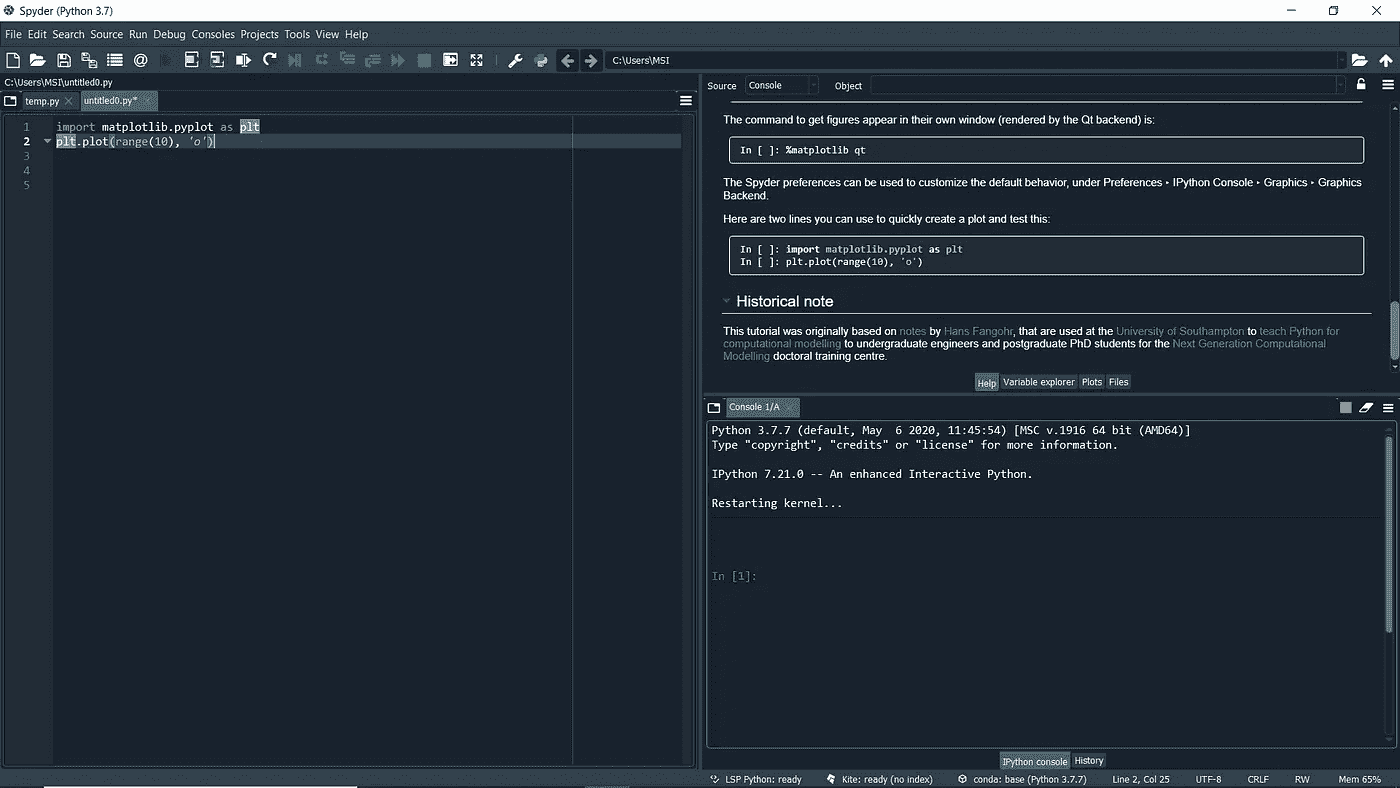 Spyder (Python 3.7)
File Edit Search Source Run Debug Consoles Projects Tools View Help
C:\Users\MSI
C:\Users\MSI\untitled0.py
temp.py
untitled0.py*
1 import matplotlib.pyplot as plt
2 plt.plot(range(10), 'o')
3
4
5
Source Console Object
The command to get figures appear in their own window (rendered by the Qt backend) is:
In [ ]: %matplotlib qt
The Spyder preferences can be used to customize the default behavior, under Preferences ‣ IPython Console ‣ Graphics ‣ Graphics
Backend.
Here are two lines you can use to quickly create a plot and test this:
In [ ]: import matplotlib.pyplot as plt
In [ ]: plt.plot(range(10), 'o')
Historical note
This tutorial was originally based on notes by Hans Fangohr, that are used at the University of Southampton to teach Python for
computational modelling to undergraduate engineers and postgraduate PhD students for the Next Generation Computational
Modelling doctoral training centre.
Help Variable explorer Plots Files
Console 1/A
Python 3.7.7 (default, May  6 2020, 11:45:54) [MSC v.1916 64 bit (AMD64)]
Type "copyright", "credits" or "license" for more information.
IPython 7.21.0 -- An enhanced Interactive Python.
Restarting kernel...
In [1]:
IPython console History
LSP Python: ready Kite: ready (no index) conda: base (Python 3.7.7) Line 2, Col 25 UTF-8 CRLF RW Mem 65%